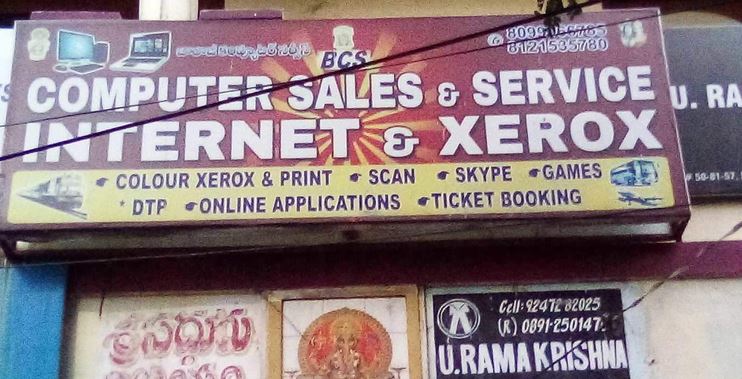 BCS
8121535780
COMPUTER SALES & SERVICE
INTERNET & XEROX
COLOUR XEROX & PRINT SCAN SKYPE GAMES
* DTP ONLINE APPLICATIONS TICKET BOOKING
U. RA
Cell: 92472 82025
(R) 0891-25014
U. RAMA KRISHNA